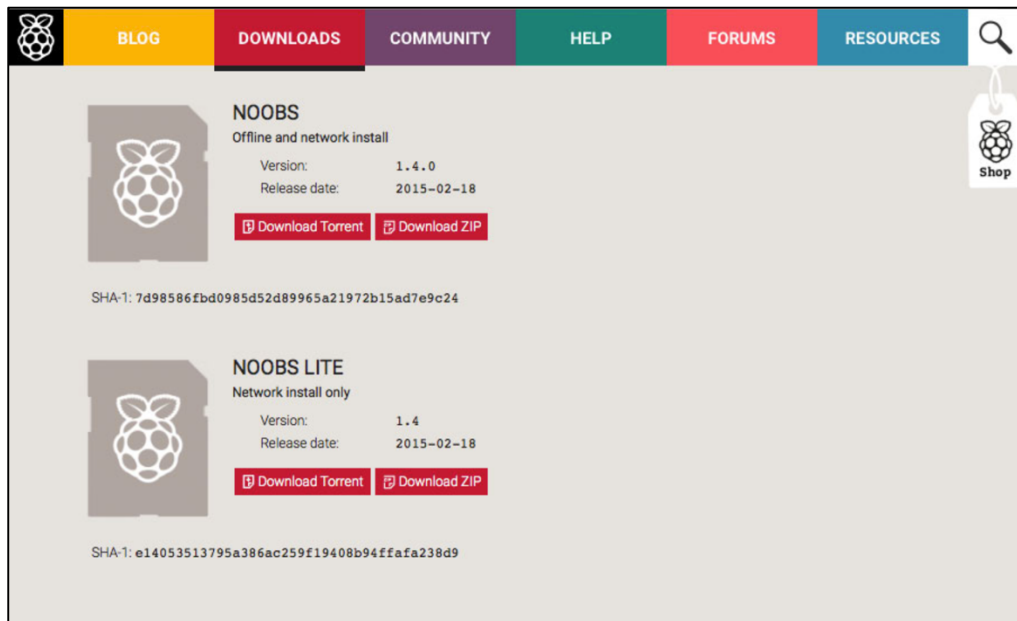 BLOG DOWNLOADS COMMUNITY HELP FORUMS RESOURCES
Shop
NOOBS
Offline and network install
Version: 1.4.0
Release date: 2015-02-18
Download Torrent Download ZIP
SHA-1: 7d98586fbd0985d52d89965a21972b15ad7e9c24
NOOBS LITE
Network install only
Version: 1.4
Release date: 2015-02-18
Download Torrent Download ZIP
SHA-1: e14053513795a386ac259f19408b94ffafa238d9